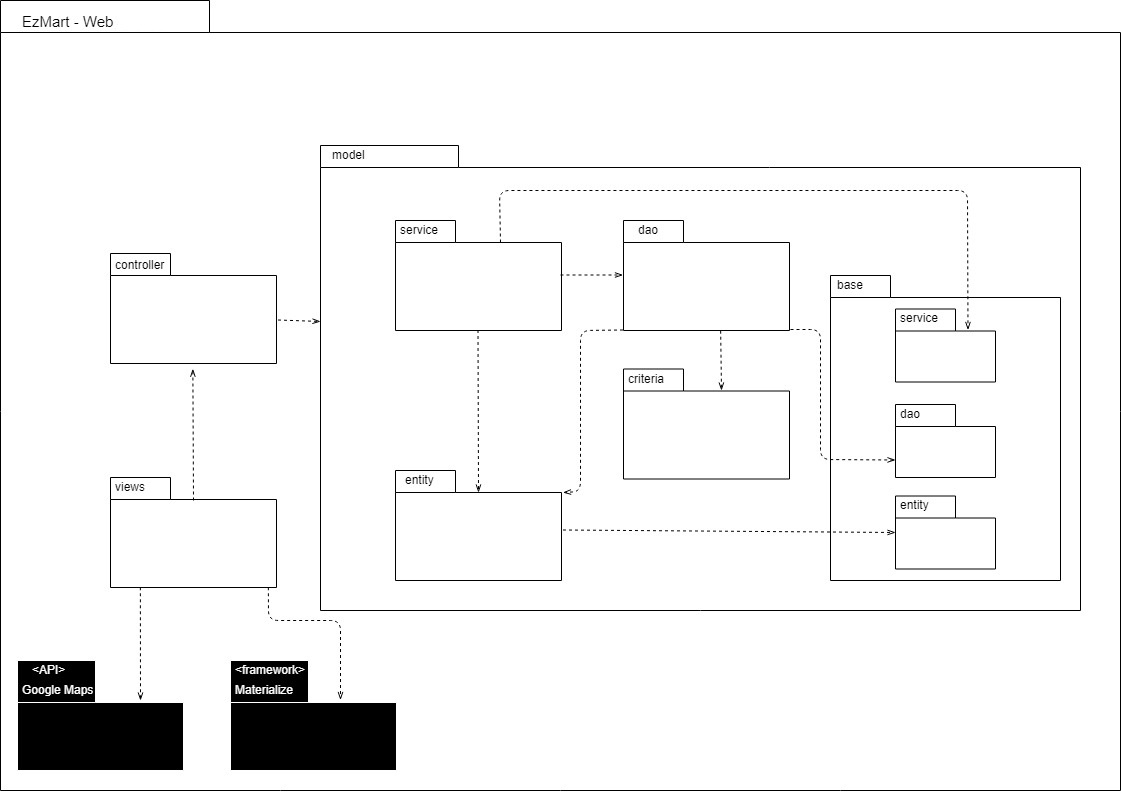 EzMart - Web
model
service
dao
controller
base
service
criteria
dao
entity
views
entity
<API>
Google Maps
<framework>
Materialize